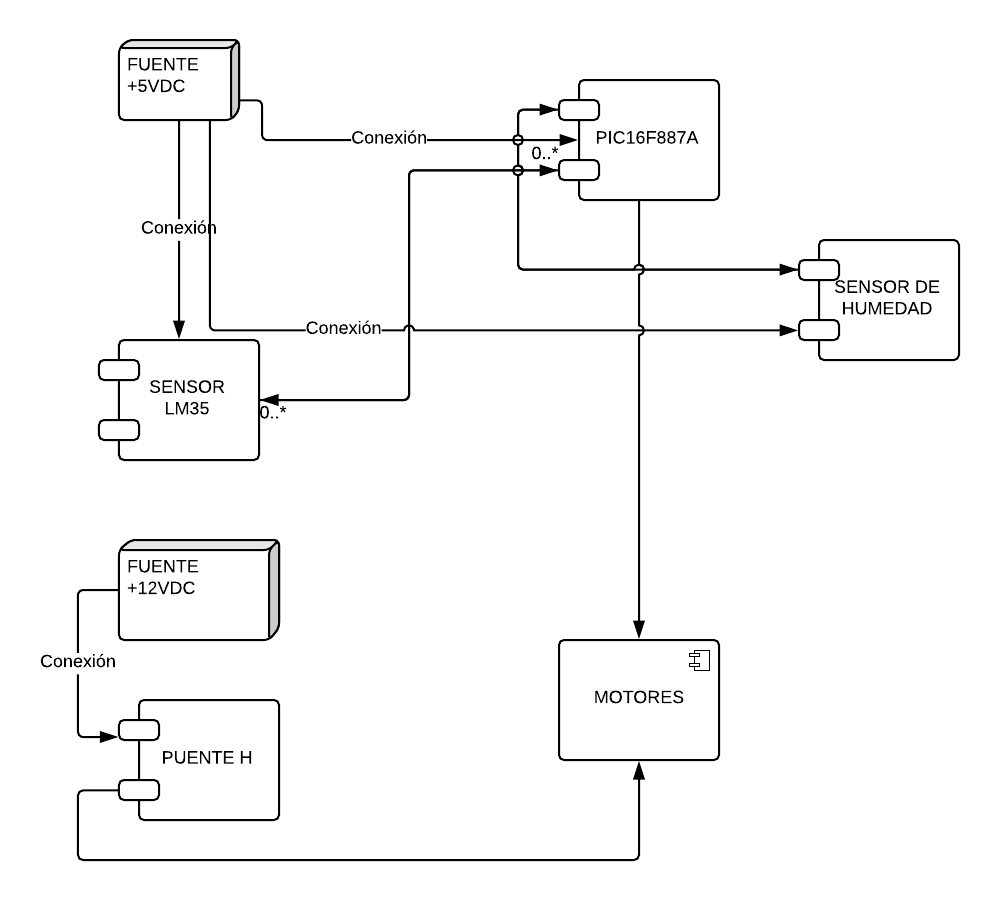 FUENTE
+5VDC
Conexión
PIC16F887A
0..*
Conexión
SENSOR DE
HUMEDAD
Conexión
SENSOR
LM35
0..*
FUENTE
+12VDC
Conexión
MOTORES
PUENTE H